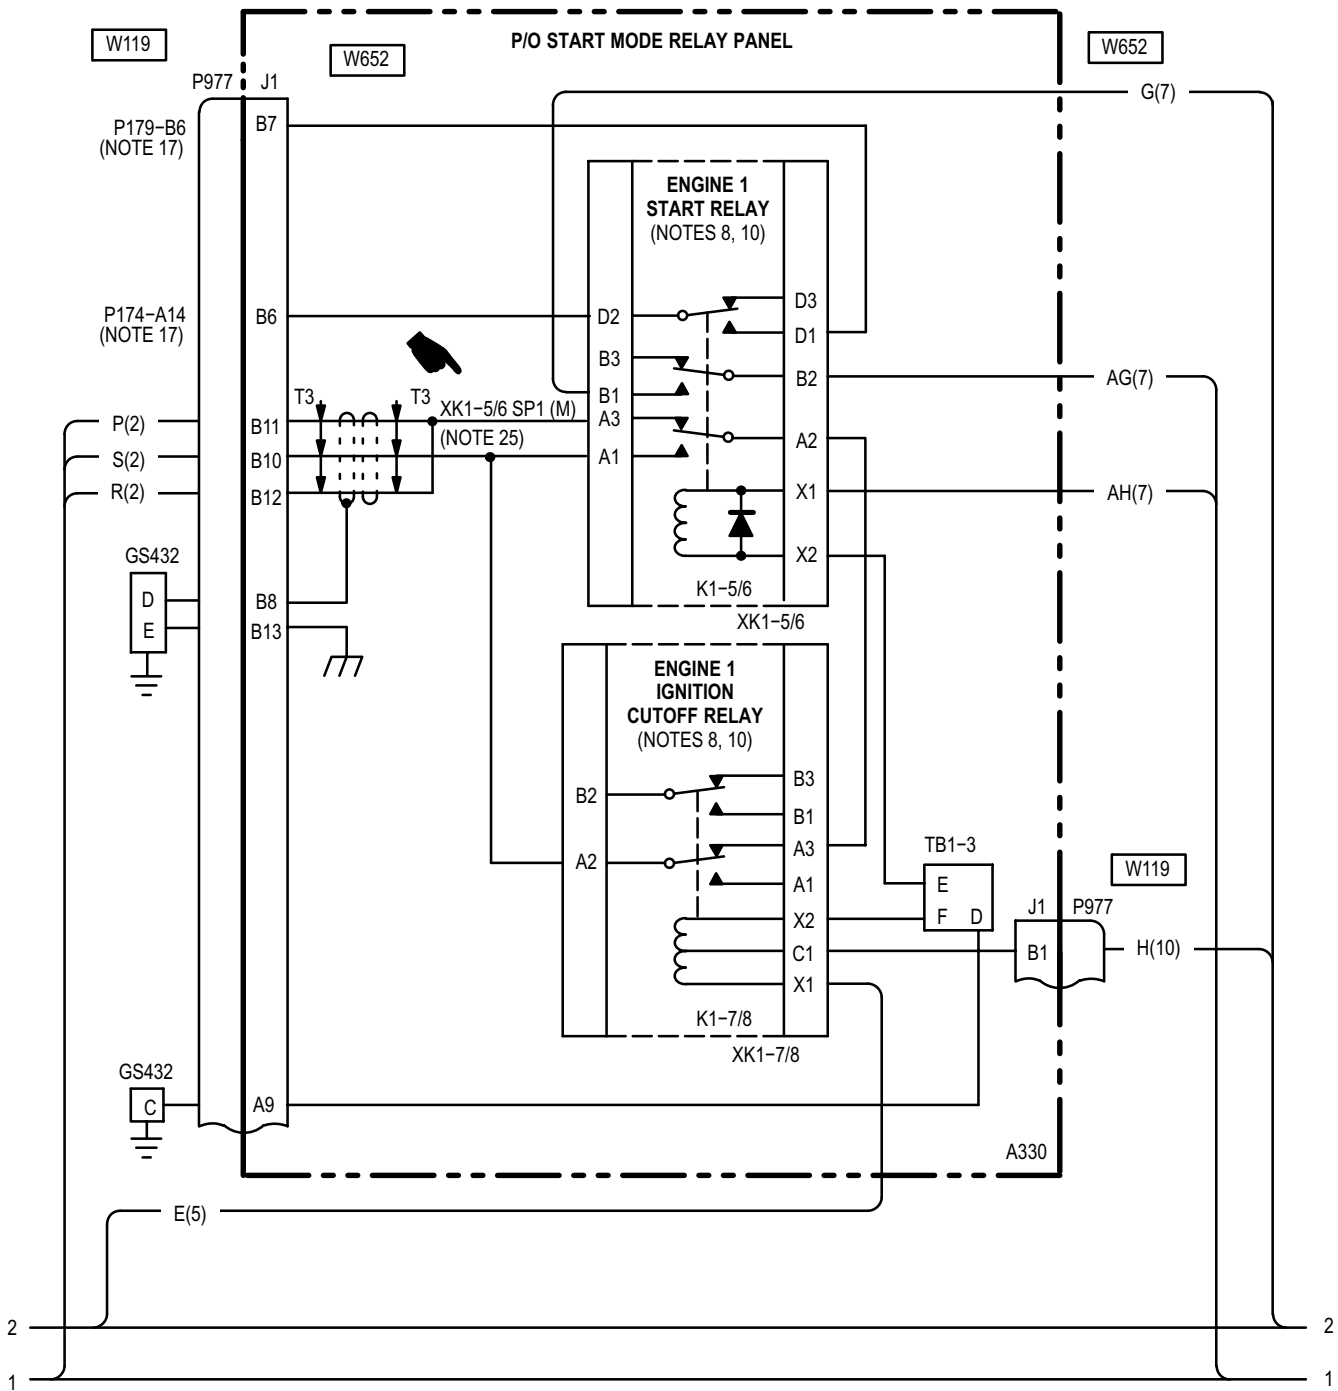 P/O START MODE RELAY PANEL
W119
W652
W652
P977
J1
G(7)
P179−B6
(NOTE 17)
B7
ENGINE 1
START RELAY
(NOTES 8, 10)
P174−A14
(NOTE 17)
B6
D2
D3
D1
B3
B2
AG(7)
B1
T3
T3
XK1−5/6 SP1 (M)
(NOTE 25)
P(2)
B11
A3
A2
S(2)
B10
A1
R(2)
B12
X1
AH(7)
X2
GS432
D
E
B8
B13
K1−5/6
XK1−5/6
ENGINE 1
IGNITION
CUTOFF RELAY
(NOTES 8, 10)
B2
B3
B1
A2
A3
A1
TB1−3
E
F
D
W119
X2
C1
X1
J1
P977
B1
H(10)
K1−7/8
XK1−7/8
GS432
C
A9
A330
E(5)
2
2
1
1